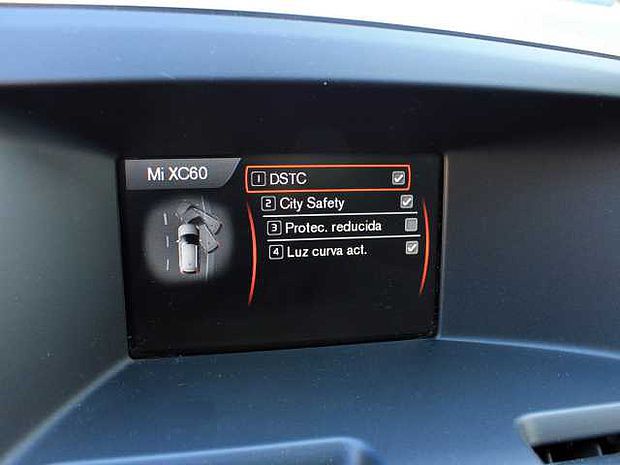 Mi XC60
1 DSTC
2 City Safety
3 Protec. reducida
4 Luz curva act.